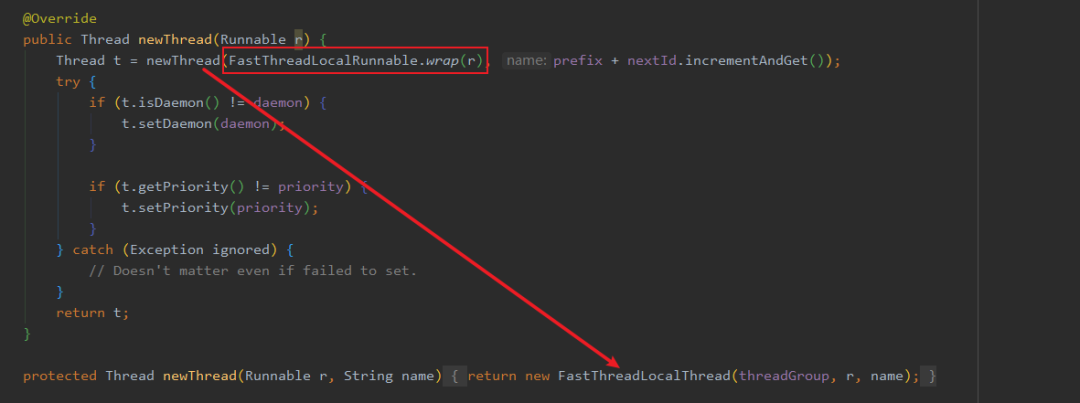 @Override
public Thread newThread(Runnable r) {
Thread t = newThread(FastThreadLocalRunnable.wrap(r), name: prefix + nextId.incrementAndGet());
try {
if (t.isDaemon() != daemon) {
t.setDaemon(daemon);
}
if (t.getPriority() != priority) {
t.setPriority(priority);
}
} catch (Exception ignored) {
// Doesn't matter even if failed to set.
}
return t;
}
protected Thread newThread(Runnable r, String name) { return new FastThreadLocalThread(threadGroup, r, name); }